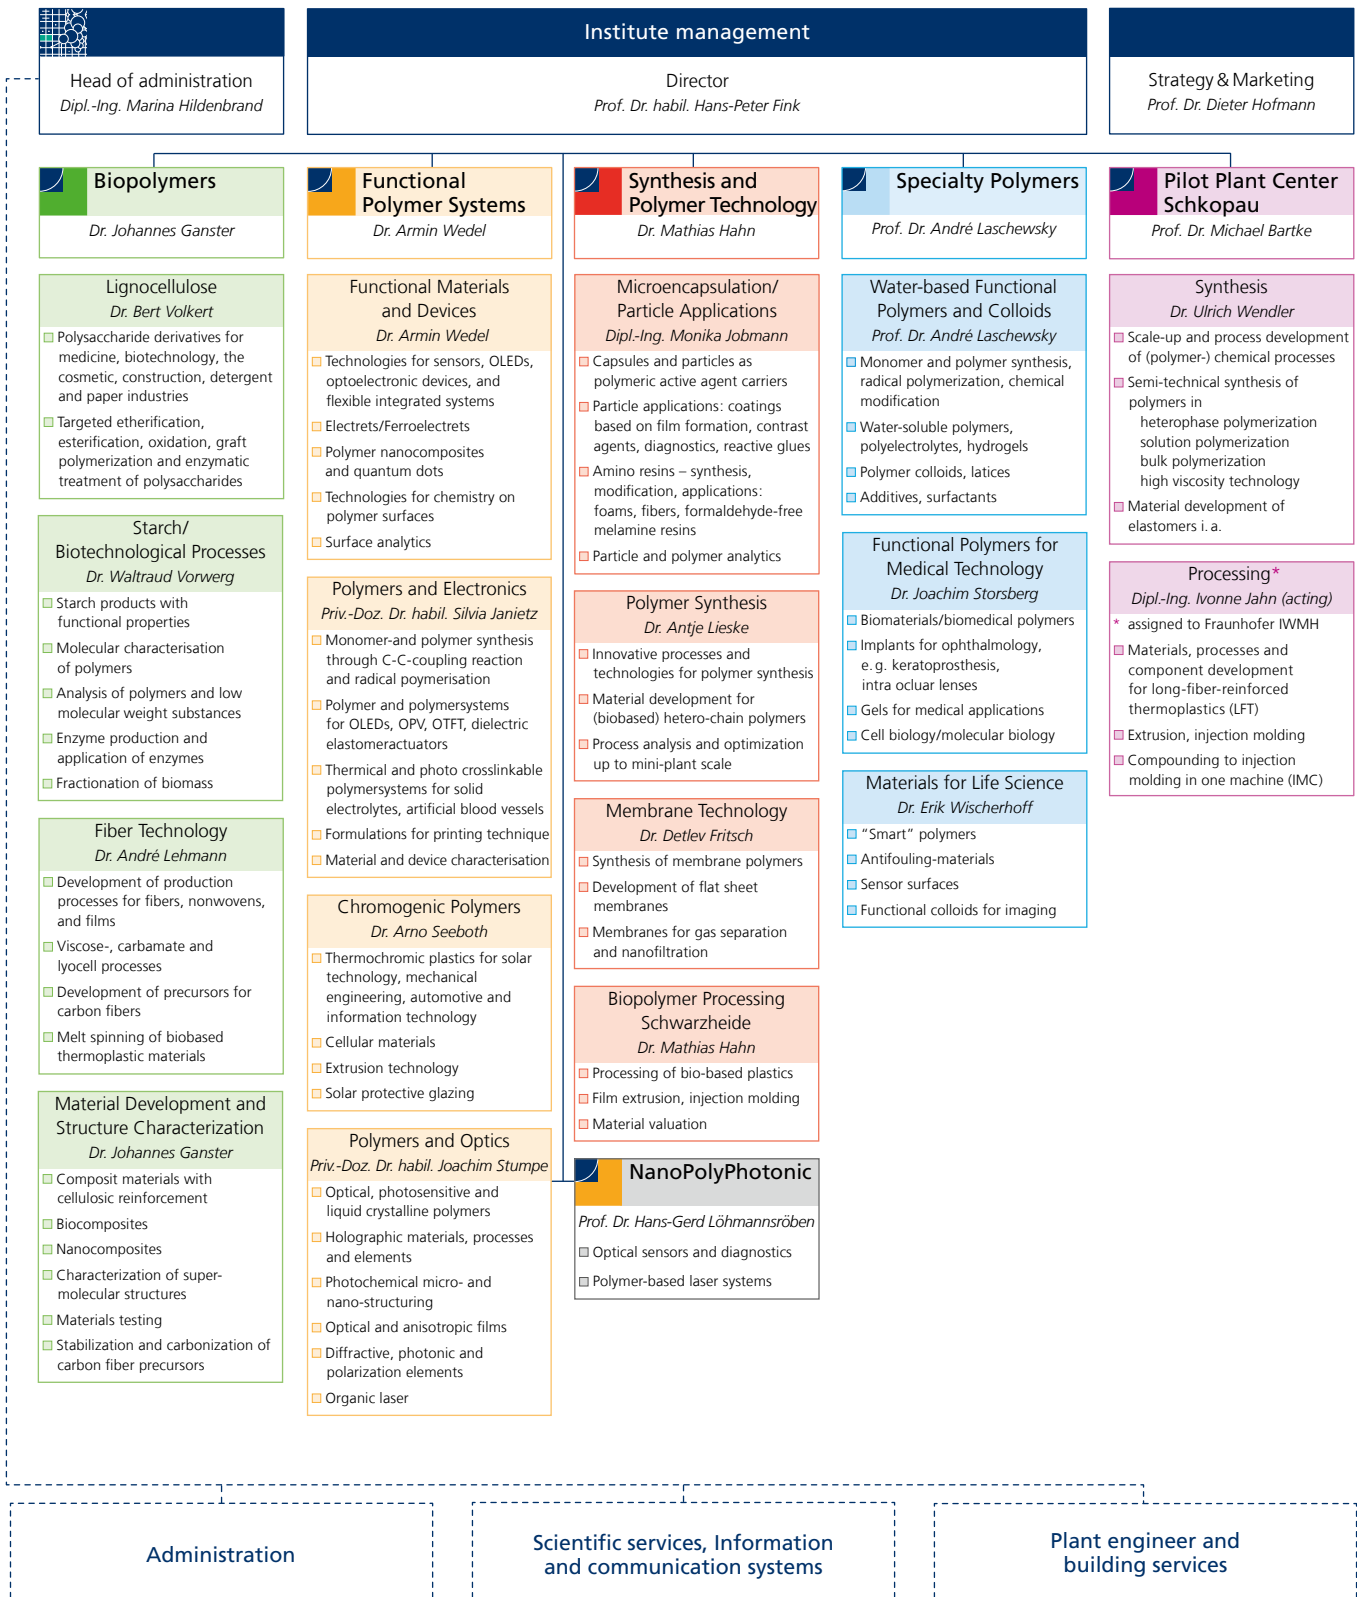 Institute management
Head of administration
Dipl.-Ing. Marina Hildenbrand
Director
Prof. Dr. habil. Hans-Peter Fink
Strategy & Marketing
Prof. Dr. Dieter Hofmann
Biopolymers
Dr. Johannes Ganster
Lignocellulose
Dr. Bert Volkert
Polysaccharide derivatives for
medicine, biotechnology, the
cosmetic, construction, detergent
and paper industries
Targeted etherification,
esterification, oxidation, graft
polymerization and enzymatic
treatment of polysaccharides
Starch/
Biotechnological Processes
Dr. Waltraud Vorwerg
Starch products with
functional properties
Molecular characterisation
of polymers
Analysis of polymers and low
molecular weight substances
Enzyme production and
application of enzymes
Fractionation of biomass
Fiber Technology
Dr. André Lehmann
Development of production
processes for fibers, nonwovens,
and films
Viscose-, carbamate and
lyocell processes
Development of precursors for
carbon fibers
Melt spinning of biobased
thermoplastic materials
Material Development and
Structure Characterization
Dr. Johannes Ganster
Composit materials with
cellulosic reinforcement
Biocomposites
Nanocomposites
Characterization of super-
molecular structures
Materials testing
Stabilization and carbonization of
carbon fiber precursors
Functional
Polymer Systems
Dr. Armin Wedel
Functional Materials
and Devices
Dr. Armin Wedel
Technologies for sensors, OLEDs,
optoelectronic devices, and
flexible integrated systems
Electrets/Ferroelectrets
Polymer nanocomposites
and quantum dots
Technologies for chemistry on
polymer surfaces
Surface analytics
Polymers and Electronics
Priv.-Doz. Dr. habil. Silvia Janietz
Monomer-and polymer synthesis
through C-C-coupling reaction
and radical poymerisation
Polymer and polymersystems
for OLEDs, OPV, OTFT, dielectric
elastomeractuators
Thermical and photo crosslinkable
polymersystems for solid
electrolytes, artificial blood vessels
Formulations for printing technique
Material and device characterisation
Chromogenic Polymers
Dr. Arno Seeboth
Thermochromic plastics for solar
technology, mechanical
engineering, automotive and
information technology
Cellular materials
Extrusion technology
Solar protective glazing
Polymers and Optics
Priv.-Doz. Dr. habil. Joachim Stumpe
Optical, photosensitive and
liquid crystalline polymers
Holographic materials, processes
and elements
Photochemical micro- and
nano-structuring
Optical and anisotropic films
Diffractive, photonic and
polarization elements
Organic laser
Synthesis and
Polymer Technology
Dr. Mathias Hahn
Microencapsulation/
Particle Applications
Dipl.-Ing. Monika Jobmann
Capsules and particles as
polymeric active agent carriers
Particle applications: coatings
based on film formation, contrast
agents, diagnostics, reactive glues
Amino resins – synthesis,
modification, applications:
foams, fibers, formaldehyde-free
melamine resins
Particle and polymer analytics
Polymer Synthesis
Dr. Antje Lieske
Innovative processes and
technologies for polymer synthesis
Material development for
(biobased) hetero-chain polymers
Process analysis and optimization
up to mini-plant scale
Membrane Technology
Dr. Detlev Fritsch
Synthesis of membrane polymers
Development of flat sheet
membranes
Membranes for gas separation
and nanofiltration
Biopolymer Processing
Schwarzheide
Dr. Mathias Hahn
Processing of bio-based plastics
Film extrusion, injection molding
Material valuation
NanoPolyPhotonic
Prof. Dr. Hans-Gerd Löhmannsröben
Optical sensors and diagnostics
Polymer-based laser systems
Specialty Polymers
Prof. Dr. André Laschewsky
Water-based Functional
Polymers and Colloids
Prof. Dr. André Laschewsky
Monomer and polymer synthesis,
radical polymerization, chemical
modification
Water-soluble polymers,
polyelectrolytes, hydrogels
Polymer colloids, latices
Additives, surfactants
Functional Polymers for
Medical Technology
Dr. Joachim Storsberg
Biomaterials/biomedical polymers
Implants for ophthalmology,
e. g. keratoprosthesis,
intra ocluar lenses
Gels for medical applications
Cell biology/molecular biology
Materials for Life Science
Dr. Erik Wischerhoff
“Smart” polymers
Antifouling-materials
Sensor surfaces
Functional colloids for imaging
Pilot Plant Center
Schkopau
Prof. Dr. Michael Bartke
Synthesis
Dr. Ulrich Wendler
Scale-up and process development
of (polymer-) chemical processes
Semi-technical synthesis of
polymers in
heterophase polymerization
solution polymerization
bulk polymerization
high viscosity technology
Material development of
elastomers i. a.
Processing*
Dipl.-Ing. Ivonne Jahn (acting)
* assigned to Fraunhofer IWMH
Materials, processes and
component development
for long-fiber-reinforced
thermoplastics (LFT)
Extrusion, injection molding
Compounding to injection
molding in one machine (IMC)
Administration
Scientific services, Information
and communication systems
Plant engineer and
building services